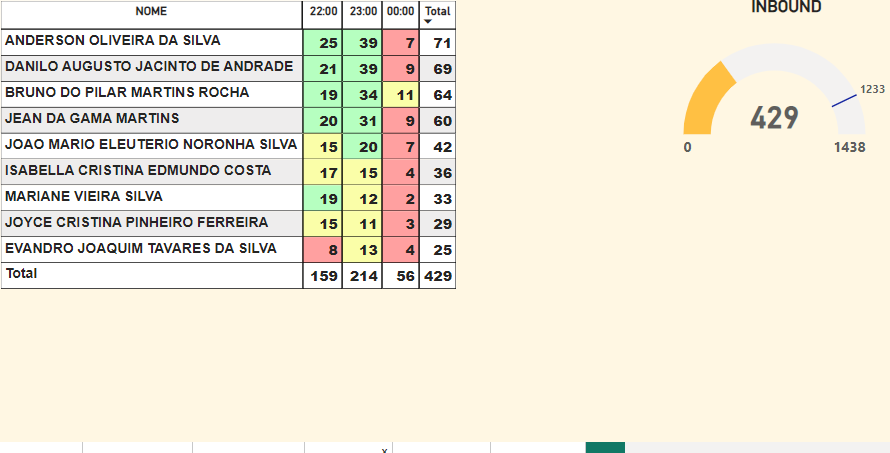 NOME 22:00 23:00 00:00 Total
ANDERSON OLIVEIRA DA SILVA 25 39 7 71
DANILO AUGUSTO JACINTO DE ANDRADE 21 39 9 69
BRUNO DO PILAR MARTINS ROCHA 19 34 11 64
JEAN DA GAMA MARTINS 20 31 9 60
JOAO MARIO ELEUTERIO NORONHA SILVA 15 20 7 42
ISABELLA CRISTINA EDMUNDO COSTA 17 15 4 36
MARIANE VIEIRA SILVA 19 12 2 33
JOYCE CRISTINA PINHEIRO FERREIRA 15 11 3 29
EVANDRO JOAQUIM TAVARES DA SILVA 8 13 4 25
Total 159 214 56 429
INBOUND
1233
429
0 1438
x